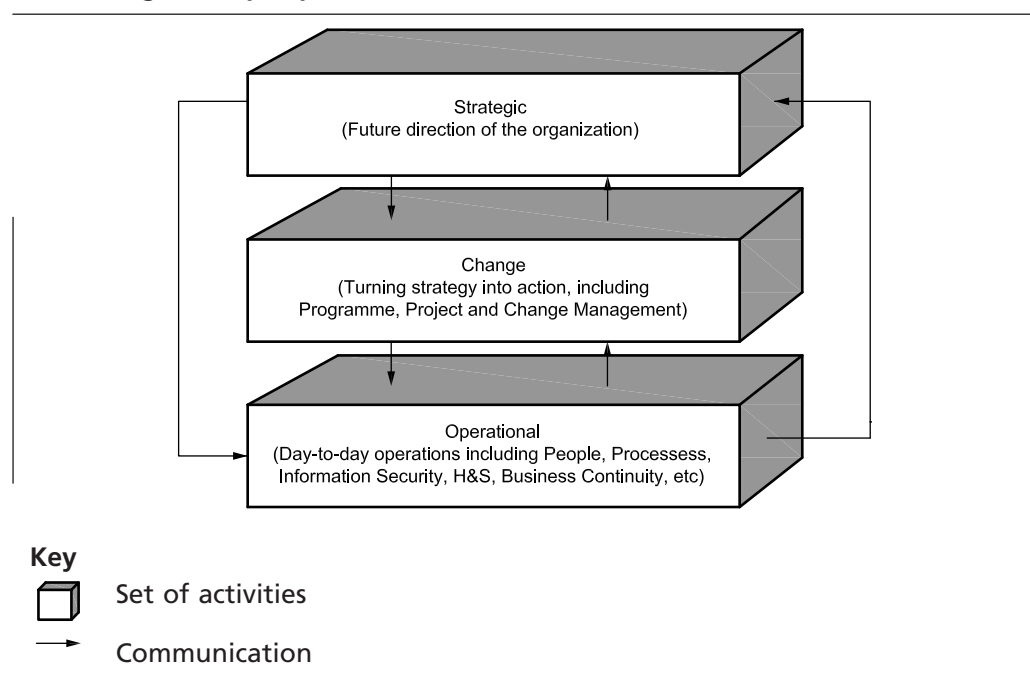 Strategic
(Future direction of the organization)
Change
(Turning strategy into action, including
Programme, Project and Change Management)
Operational
(Day-to-day operations including People, Processess,
Information Security, H&S, Business Continuity, etc)
Key
Set of activities
Communication